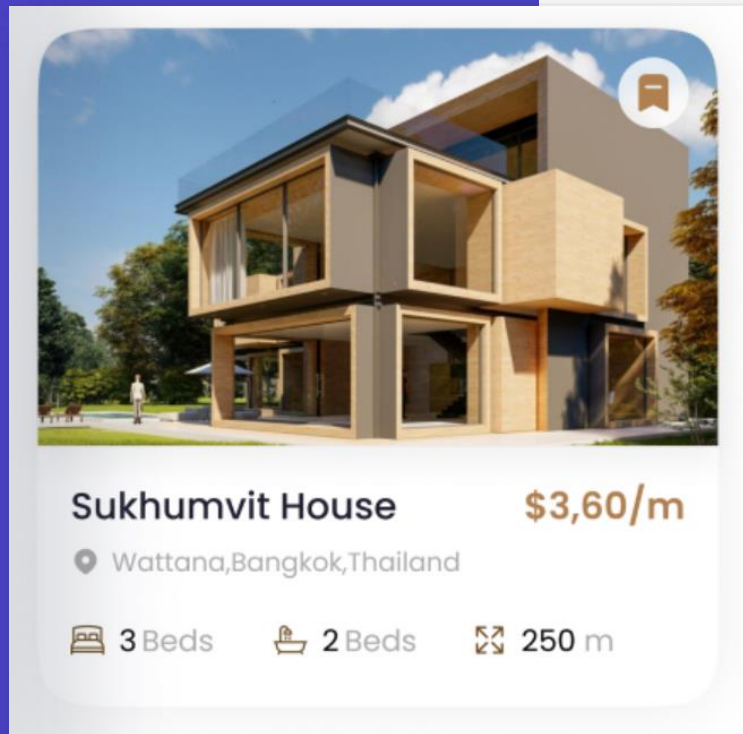 Sukhumvit House $3,60/m
Wattana,Bangkok,Thailand
3 Beds 2 Beds 250 m